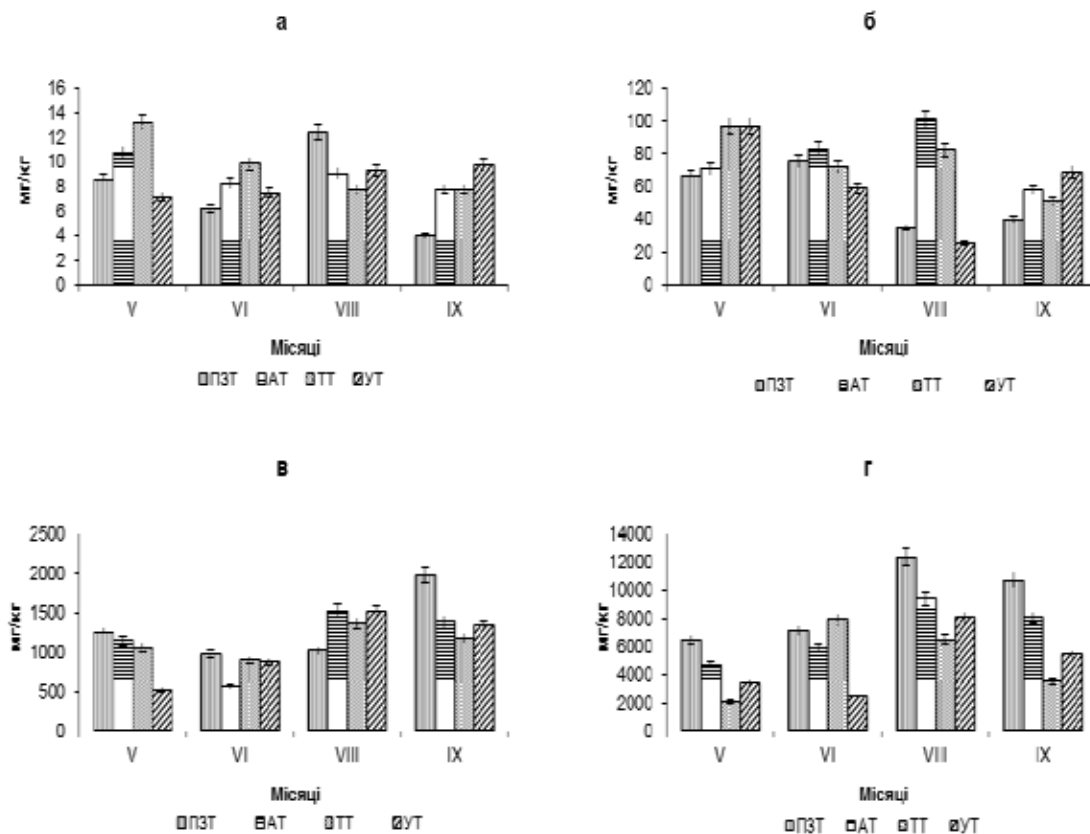 а
мг/кг
16
14
12
10
8
6
4
2
0
V VI VIII IX
Місяці
ПЗТ АТ ТТ УТ
б
мг/кг
120
100
80
60
40
20
0
V VI VIII IX
Місяці
ПЗТ АТ ТТ УТ
в
мг/кг
2500
2000
1500
1000
500
0
V VI VIII IX
Місяці
ПЗТ АТ ТТ УТ
г
мг/кг
14000
12000
10000
8000
6000
4000
2000
0
V VI VIII IX
Місяці
ПЗТ АТ ТТ УТ